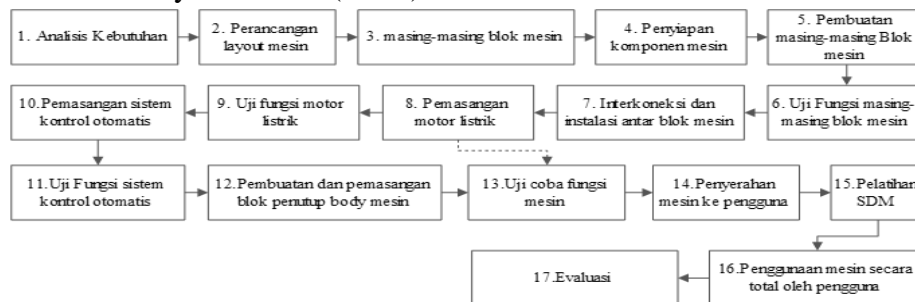 1. Analisis Kebutuhan
2. Perancangan
layout mesin
3. masing-masing blok mesin
4. Penyiapan
komponen mesin
5. Pembuatan
masing-masing Blok
mesin
6. Uji Fungsi masing-
masing blok mesin
7. Interkoneksi dan
instalasi antar blok mesin
8. Pemasangan
motor listrik
9. Uji fungsi motor
listrik
10.Pemasangan sistem
kontrol otomatis
11.Uji Fungsi sistem
kontrol otomatis
12.Pembuatan dan pemasangan
blok penutup body mesin
13.Uji coba fungsi
mesin
14.Penyerahan
mesin ke pengguna
15.Pelatihan
SDM
16.Penggunaan mesin secara
total oleh pengguna
17.Evaluasi